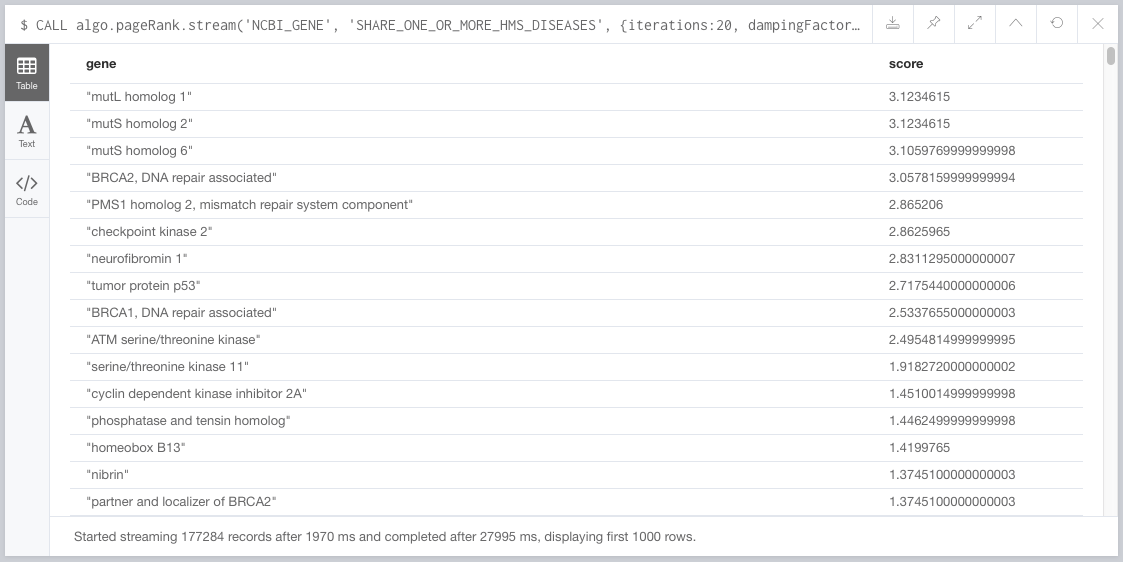 $ CALL algo.pageRank.stream('NCBI_GENE', 'SHARE_ONE_OR_MORE_HMS_DISEASES', {iterations:20, dampingFactor…
Table
Text
Code
gene score
"mutL homolog 1" 3.1234615
"mutS homolog 2" 3.1234615
"mutS homolog 6" 3.1059769999999998
"BRCA2, DNA repair associated" 3.0578159999999994
"PMS1 homolog 2, mismatch repair system component" 2.865206
"checkpoint kinase 2" 2.8625965
"neurofibromin 1" 2.8311295000000007
"tumor protein p53" 2.7175440000000006
"BRCA1, DNA repair associated" 2.5337655000000003
"ATM serine/threonine kinase" 2.4954814999999995
"serine/threonine kinase 11" 1.9182720000000002
"cyclin dependent kinase inhibitor 2A" 1.4510014999999998
"phosphatase and tensin homolog" 1.4462499999999998
"homeobox B13" 1.4199765
"nibrin" 1.3745100000000003
"partner and localizer of BRCA2" 1.3745100000000003
Started streaming 177284 records after 1970 ms and completed after 27995 ms, displaying first 1000 rows.